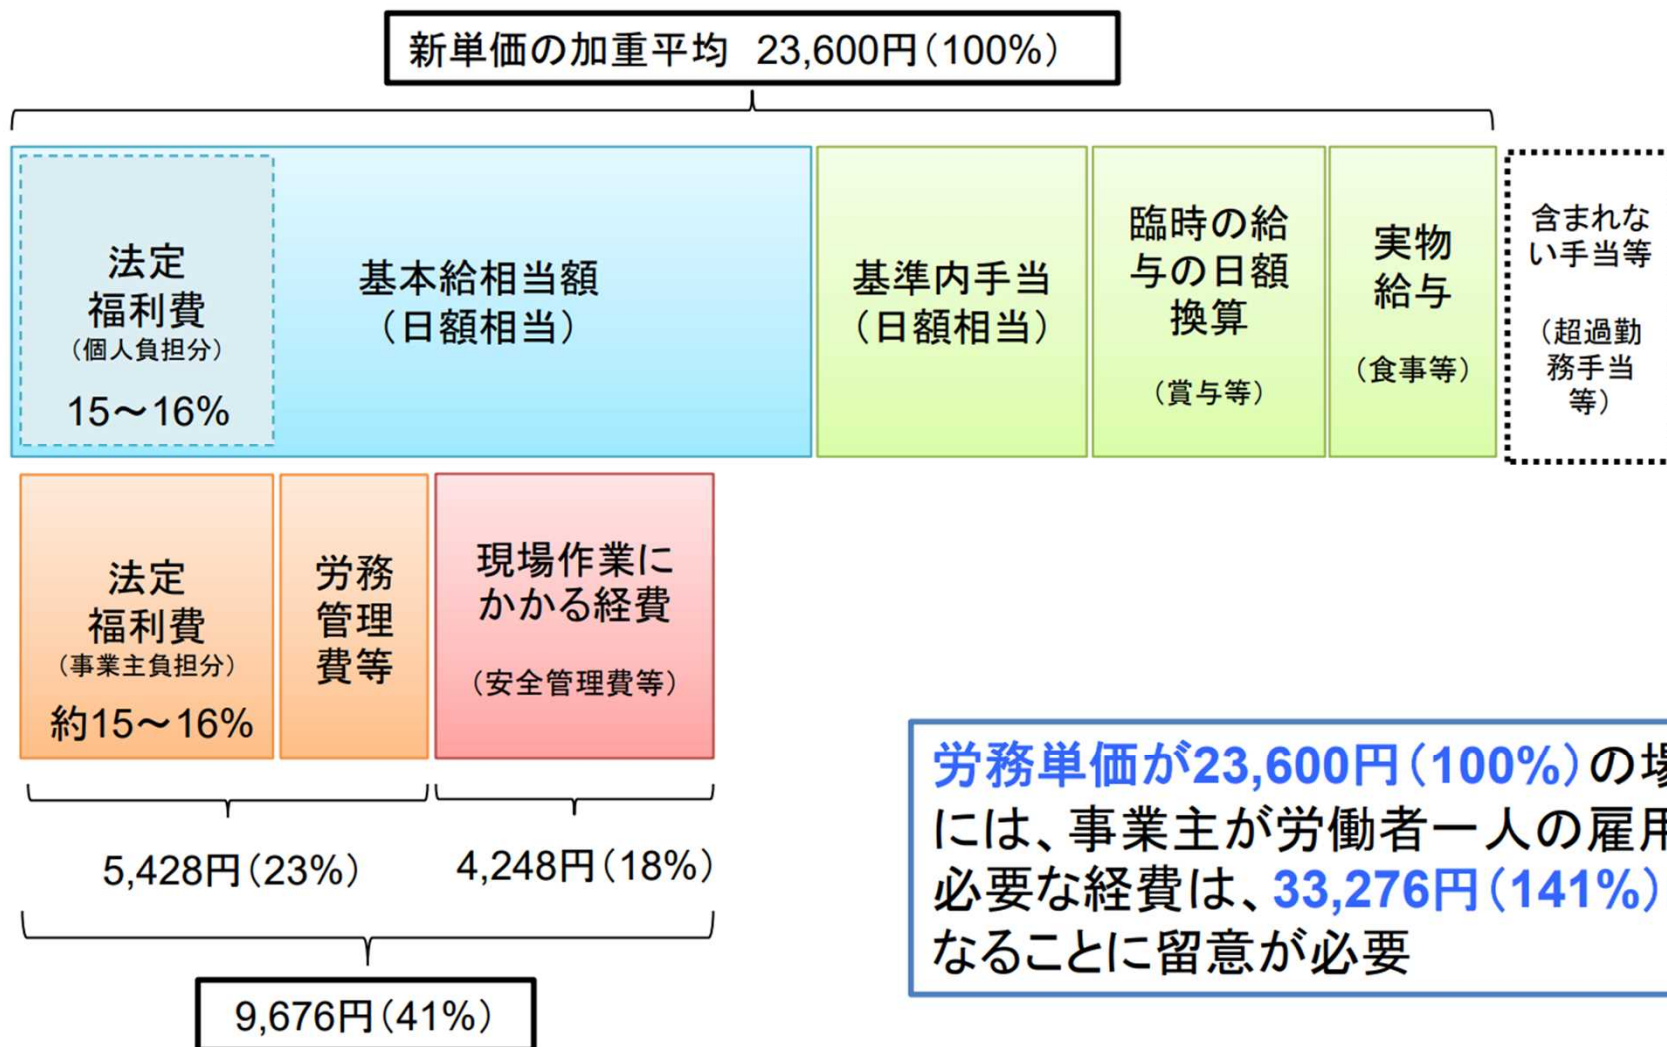 新単価の加重平均 23,600円（100%）
法定
福利費
（個人負担分）
15～16%
基本給相当額
（日額相当）
基準内手当
（日額相当）
臨時の給
与の日額
換算
（賞与等）
実物
給与
（食事等）
含まれな
い手当等
（超過勤
務手当
等）
法定
福利費
（事業主負担分）
約15～16%
労務
管理
費等
現場作業に
かかる経費
（安全管理費等）
5,428円（23%）
4,248円（18%）
9,676円（41%）
労務単価が23,600円（100%）の場
には、事業主が労働者一人の雇用
必要な経費は、33,276円（141%）
なることに留意が必要